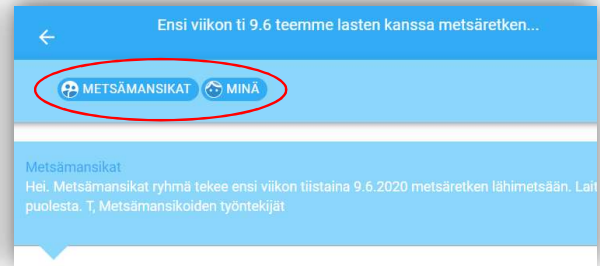 Ensi viikon ti 9.6 teemme lasten kanssa metsäretken...
METSÄMANSIKAT MINÄ
Metsämansikat
Hei. Metsämansikat ryhmä tekee ensi viikon tiistaina 9.6.2020 metsäretken lähimetsään. Lait
puolesta. T, Metsämansikoiden työntekijät